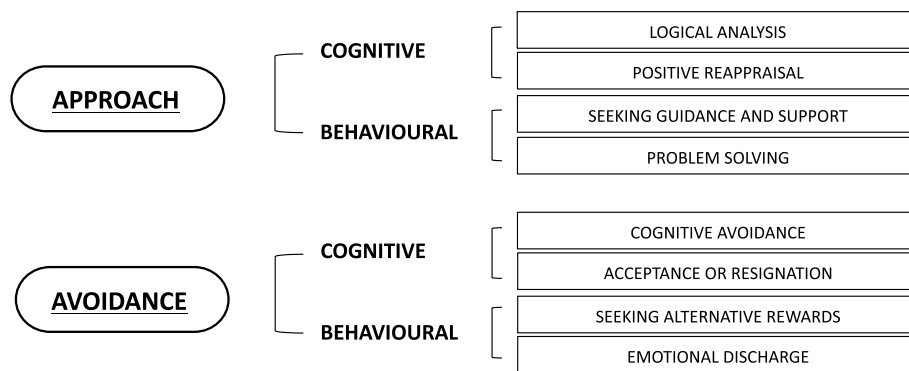 APPROACH
COGNITIVE
LOGICAL ANALYSIS
POSITIVE REAPPRAISAL
BEHAVIOURAL
SEEKING GUIDANCE AND SUPPORT
PROBLEM SOLVING
AVOIDANCE
COGNITIVE
COGNITIVE AVOIDANCE
ACCEPTANCE OR RESIGNATION
BEHAVIOURAL
SEEKING ALTERNATIVE REWARDS
EMOTIONAL DISCHARGE